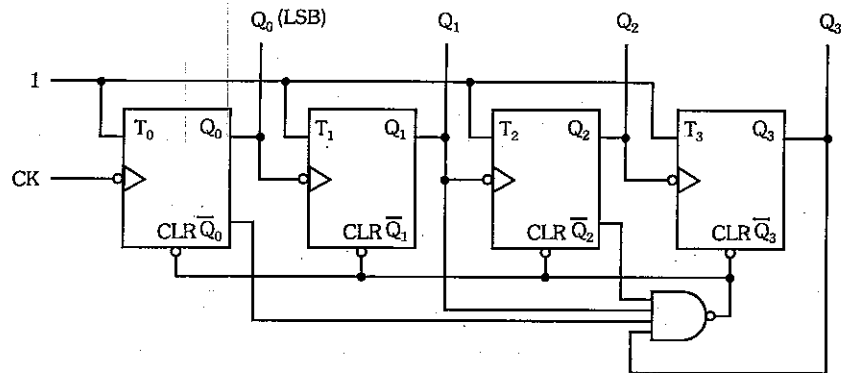 Q₀ (LSB) Q₁ Q₂ Q₃
1
T₀ Q₀ T₁ Q₁ T₂ Q₂ T₃ Q₃
CK
CLR Q̅₀ CLR Q̅₁ CLR Q̅₂ CLR Q̅₃